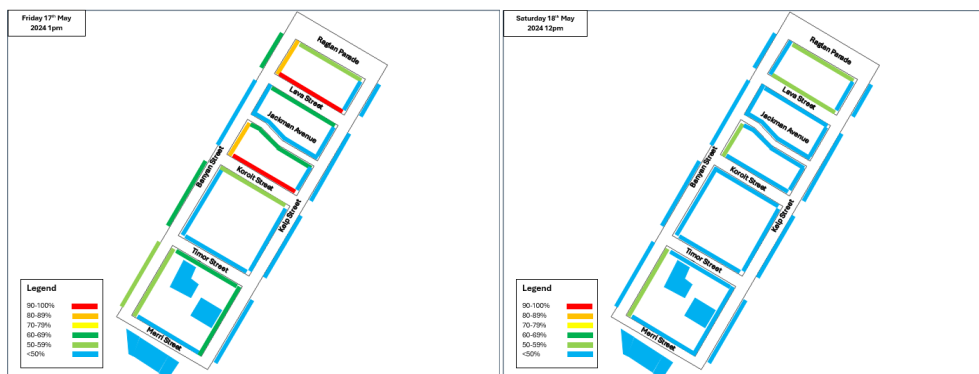 Friday 17th May
2024 1pm
Raglan Parade
Lava Street
Jackman Avenue
Banyan Street
Koroit Street
Kelp Street
Timor Street
Merri Street
Legend
90-100%
80-89%
70-79%
60-69%
50-59%
<50%
Saturday 18th May
2024 12pm
Raglan Parade
Lava Street
Jackman Avenue
Banyan Street
Koroit Street
Kelp Street
Timor Street
Merri Street
Legend
90-100%
80-89%
70-79%
60-69%
50-59%
<50%